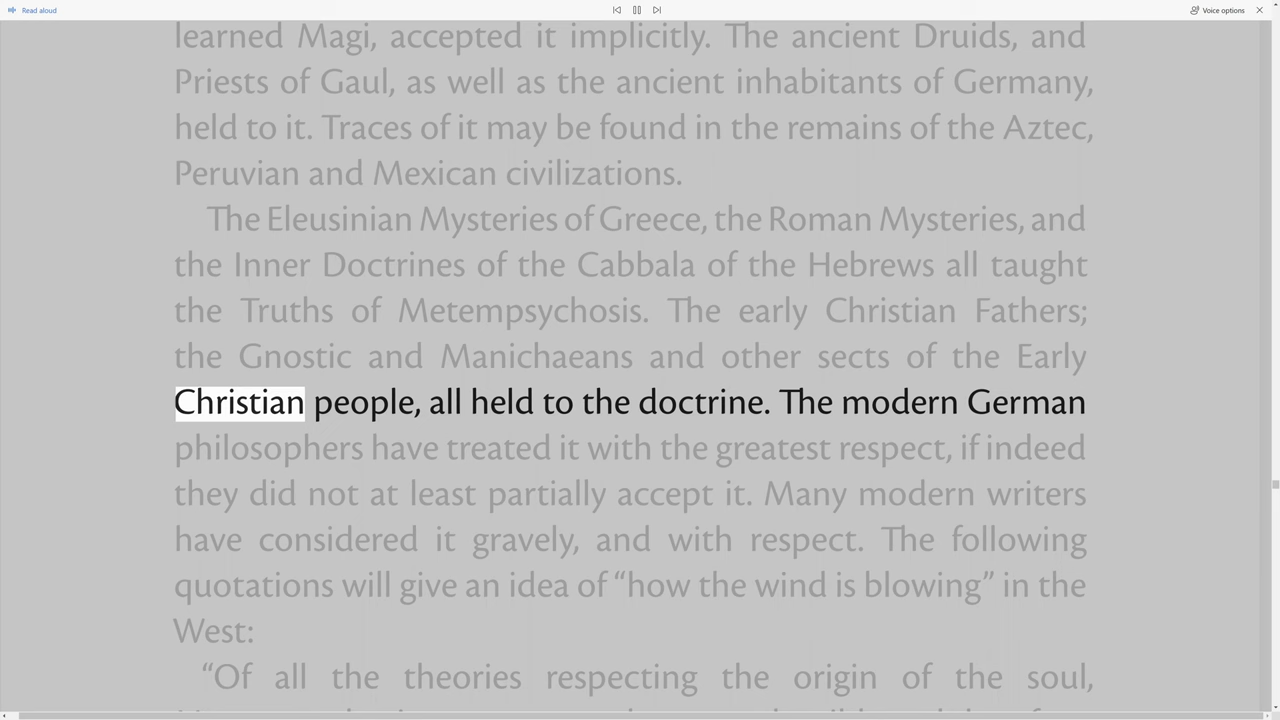 Read aloud
Voice options
learned Magi, accepted it implicitly. The ancient Druids, and
Priests of Gaul, as well as the ancient inhabitants of Germany,
held to it. Traces of it may be found in the remains of the Aztec,
Peruvian and Mexican civilizations.
The Eleusinian Mysteries of Greece, the Roman Mysteries, and
the Inner Doctrines of the Cabbala of the Hebrews all taught
the Truths of Metempsychosis. The early Christian Fathers;
the Gnostic and Manichaeans and other sects of the Early
Christian people, all held to the doctrine. The modern German
philosophers have treated it with the greatest respect, if indeed
they did not at least partially accept it. Many modern writers
have considered it gravely, and with respect. The following
quotations will give an idea of “how the wind is blowing” in the
West:
“Of all the theories respecting the origin of the soul,